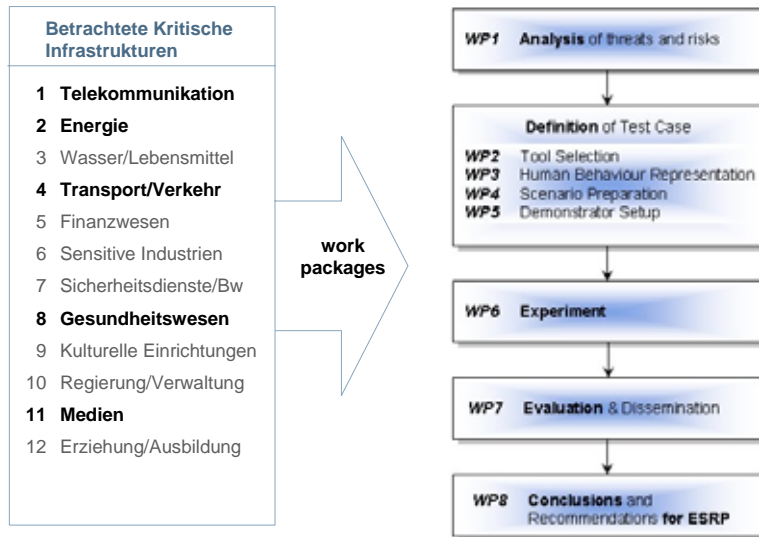 Betrachtete Kritische
Infrastrukturen
1 Telekommunikation
2 Energie
3 Wasser/Lebensmittel
4 Transport/Verkehr
5 Finanzwesen
6 Sensitive Industrien
7 Sicherheitsdienste/Bw
8 Gesundheitswesen
9 Kulturelle Einrichtungen
10 Regierung/Verwaltung
11 Medien
12 Erziehung/Ausbildung
work
packages
WP1 Analysis of threats and risks
Definition of Test Case
WP2 Tool Selection
WP3 Human Behaviour Representation
WP4 Scenario Preparation
WP5 Demonstrator Setup
WP6 Experiment
WP7 Evaluation & Dissemination
WP8 Conclusions and
Recommendations for ESRP